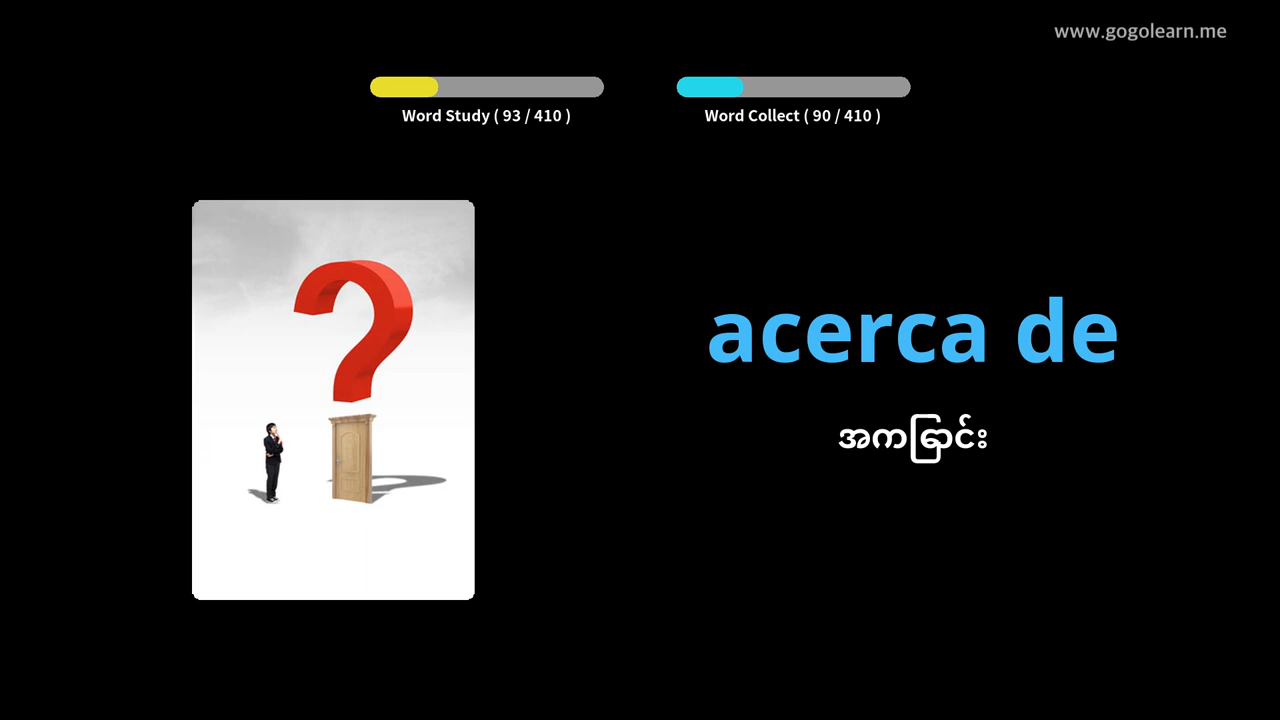 www.gogolearn.me
Word Study ( 93 / 410 )
Word Collect ( 90 / 410 )
acerca de
အကြောင်း